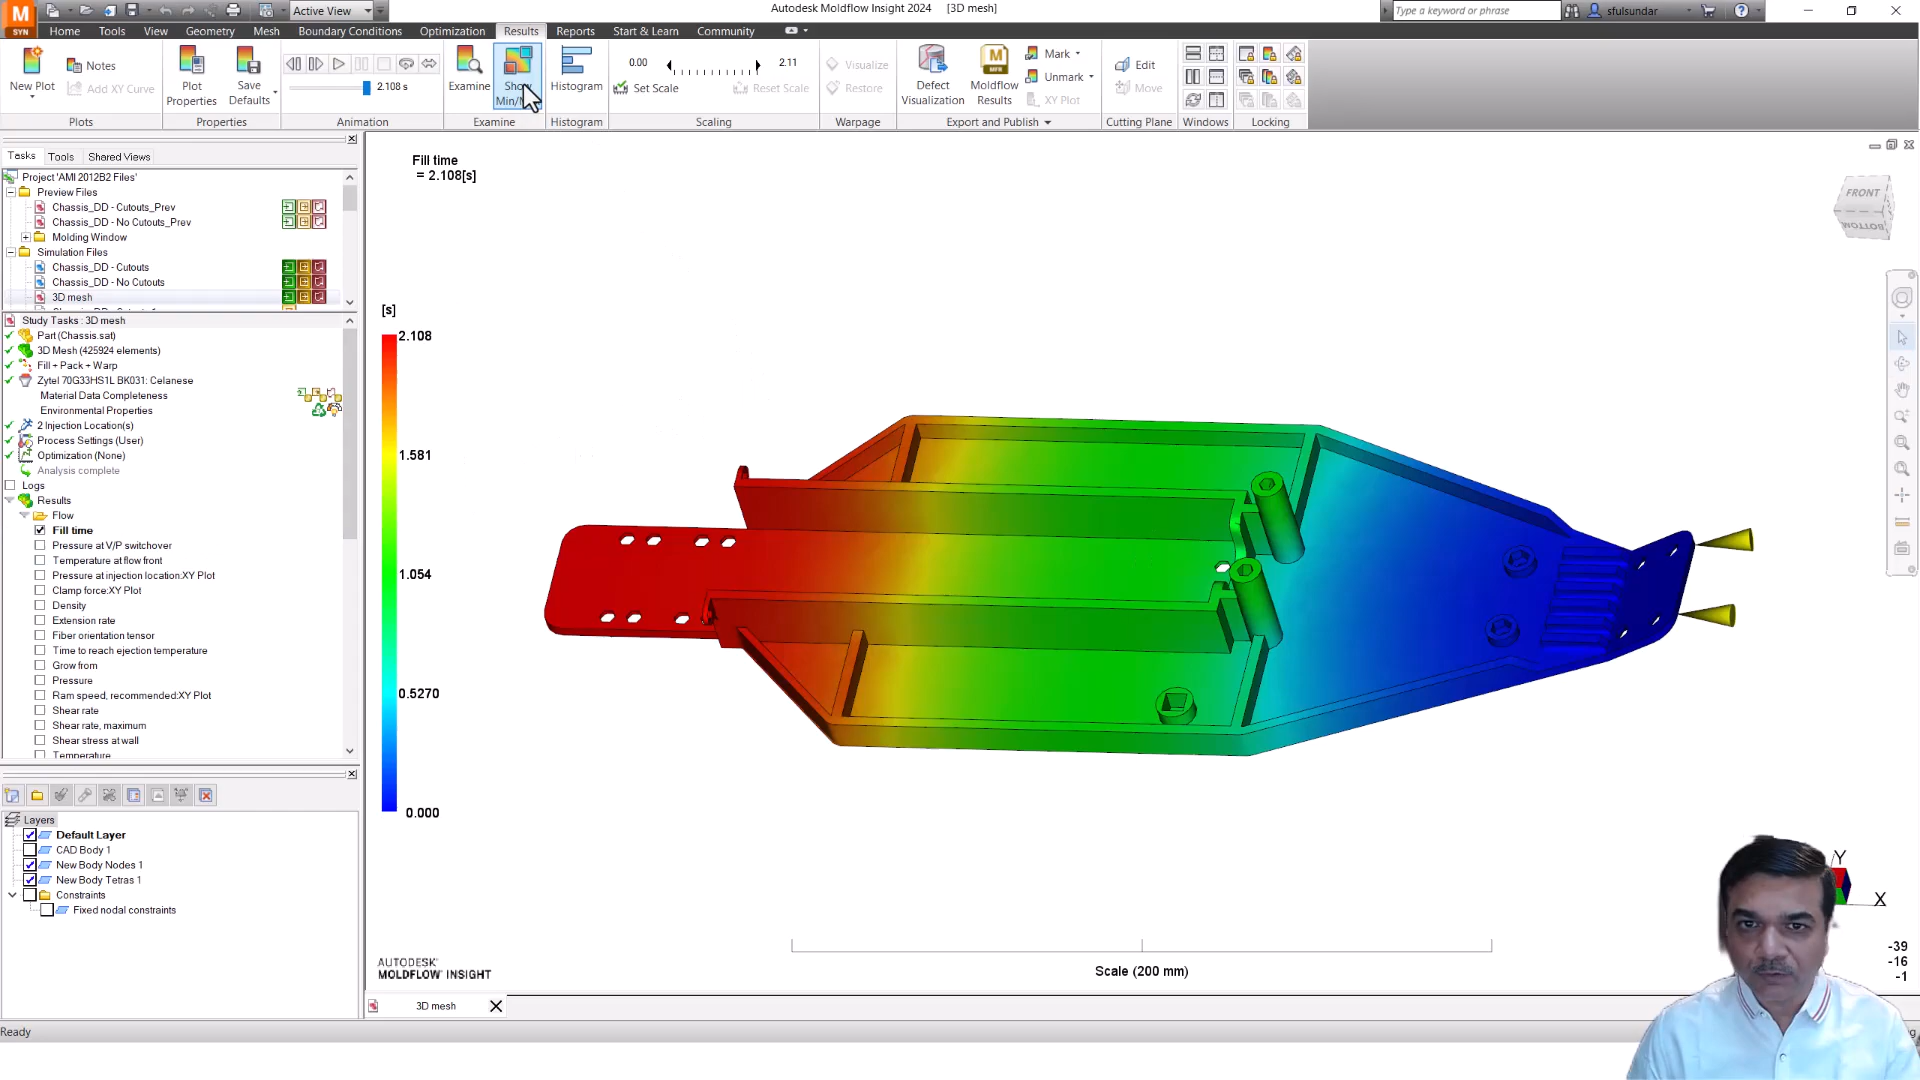 M
SYN
Active View
Autodesk Moldflow Insight 2024 [3D mesh]
Type a keyword or phrase
sfulsundar
Home Tools View Geometry Mesh Boundary Conditions Optimization Results Reports Start & Learn Community
New Plot
Notes
Add XY Curve
Plots
Plot
Properties
Save
Defaults
Properties
2.108 s
Animation
Examine
Examine
Histogram
Histogram
0.00
2.11
Set Scale
Reset Scale
Scaling
Visualize
Restore
Warpage
Defect
Visualization
Moldflow
Results
Mark
Unmark
XY Plot
Export and Publish
Edit
Move
Cutting Plane
Windows
Locking
Tasks Tools Shared Views
Project 'AMI 2012B2 Files'
Preview Files
Chassis_DD - Cutouts_Prev
Chassis_DD - No Cutouts_Prev
Molding Window
Simulation Files
Chassis_DD - Cutouts
Chassis_DD - No Cutouts
3D mesh
Study Tasks : 3D mesh
Part (Chassis.sat)
3D Mesh (425924 elements)
Fill + Pack + Warp
Zytel 70G33HS1L BK031: Celanese
Material Data Completeness
Environmental Properties
2 Injection Location(s)
Process Settings (User)
Optimization (None)
Analysis complete
Logs
Results
Flow
Fill time
Pressure at V/P switchover
Temperature at flow front
Pressure at injection location:XY Plot
Clamp force:XY Plot
Density
Extension rate
Fiber orientation tensor
Time to reach ejection temperature
Grow from
Pressure
Ram speed, recommended:XY Plot
Shear rate
Shear rate, maximum
Shear stress at wall
Temperature
Layers
Default Layer
CAD Body 1
New Body Nodes 1
New Body Tetras 1
Constraints
Fixed nodal constraints
Fill time
= 2.108[s]
[s]
2.108
1.581
1.054
0.5270
0.000
FRONT
BOTTOM
Y
X
-39
-16
-1
Scale (200 mm)
AUTODESK
MOLDFLOW INSIGHT
3D mesh
Ready